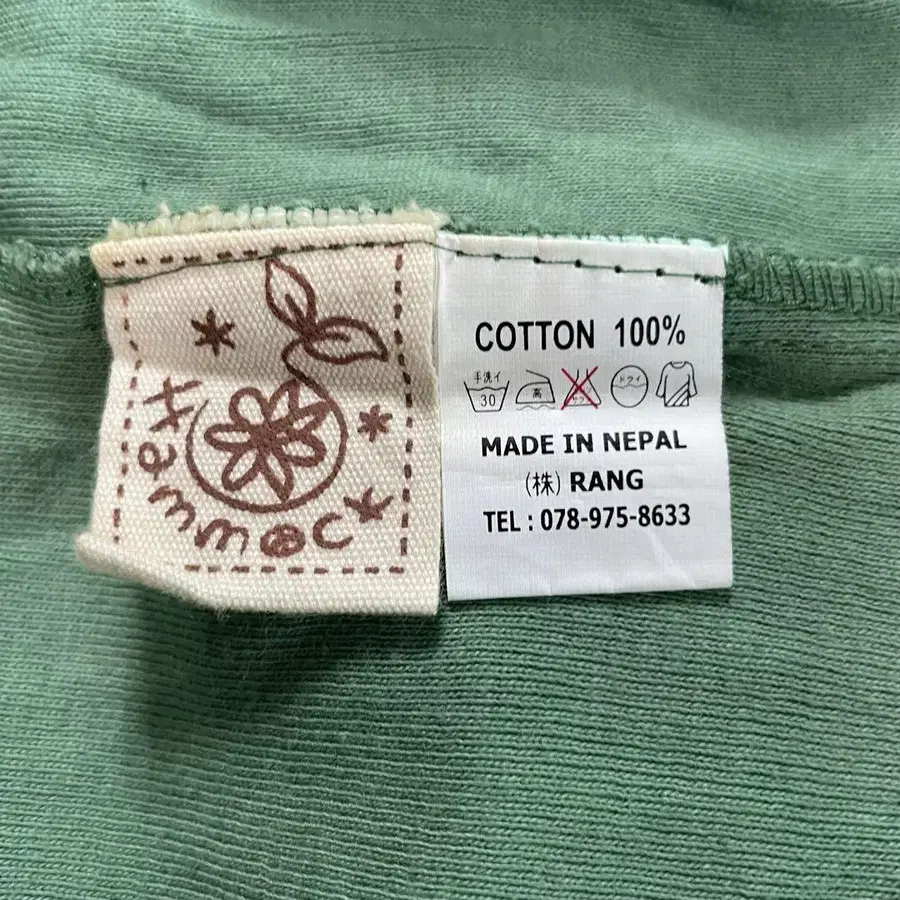 Hammock
COTTON 100%
手洗イ 30 高 ドライ
MADE IN NEPAL
(株) RANG
TEL : 078-975-8633